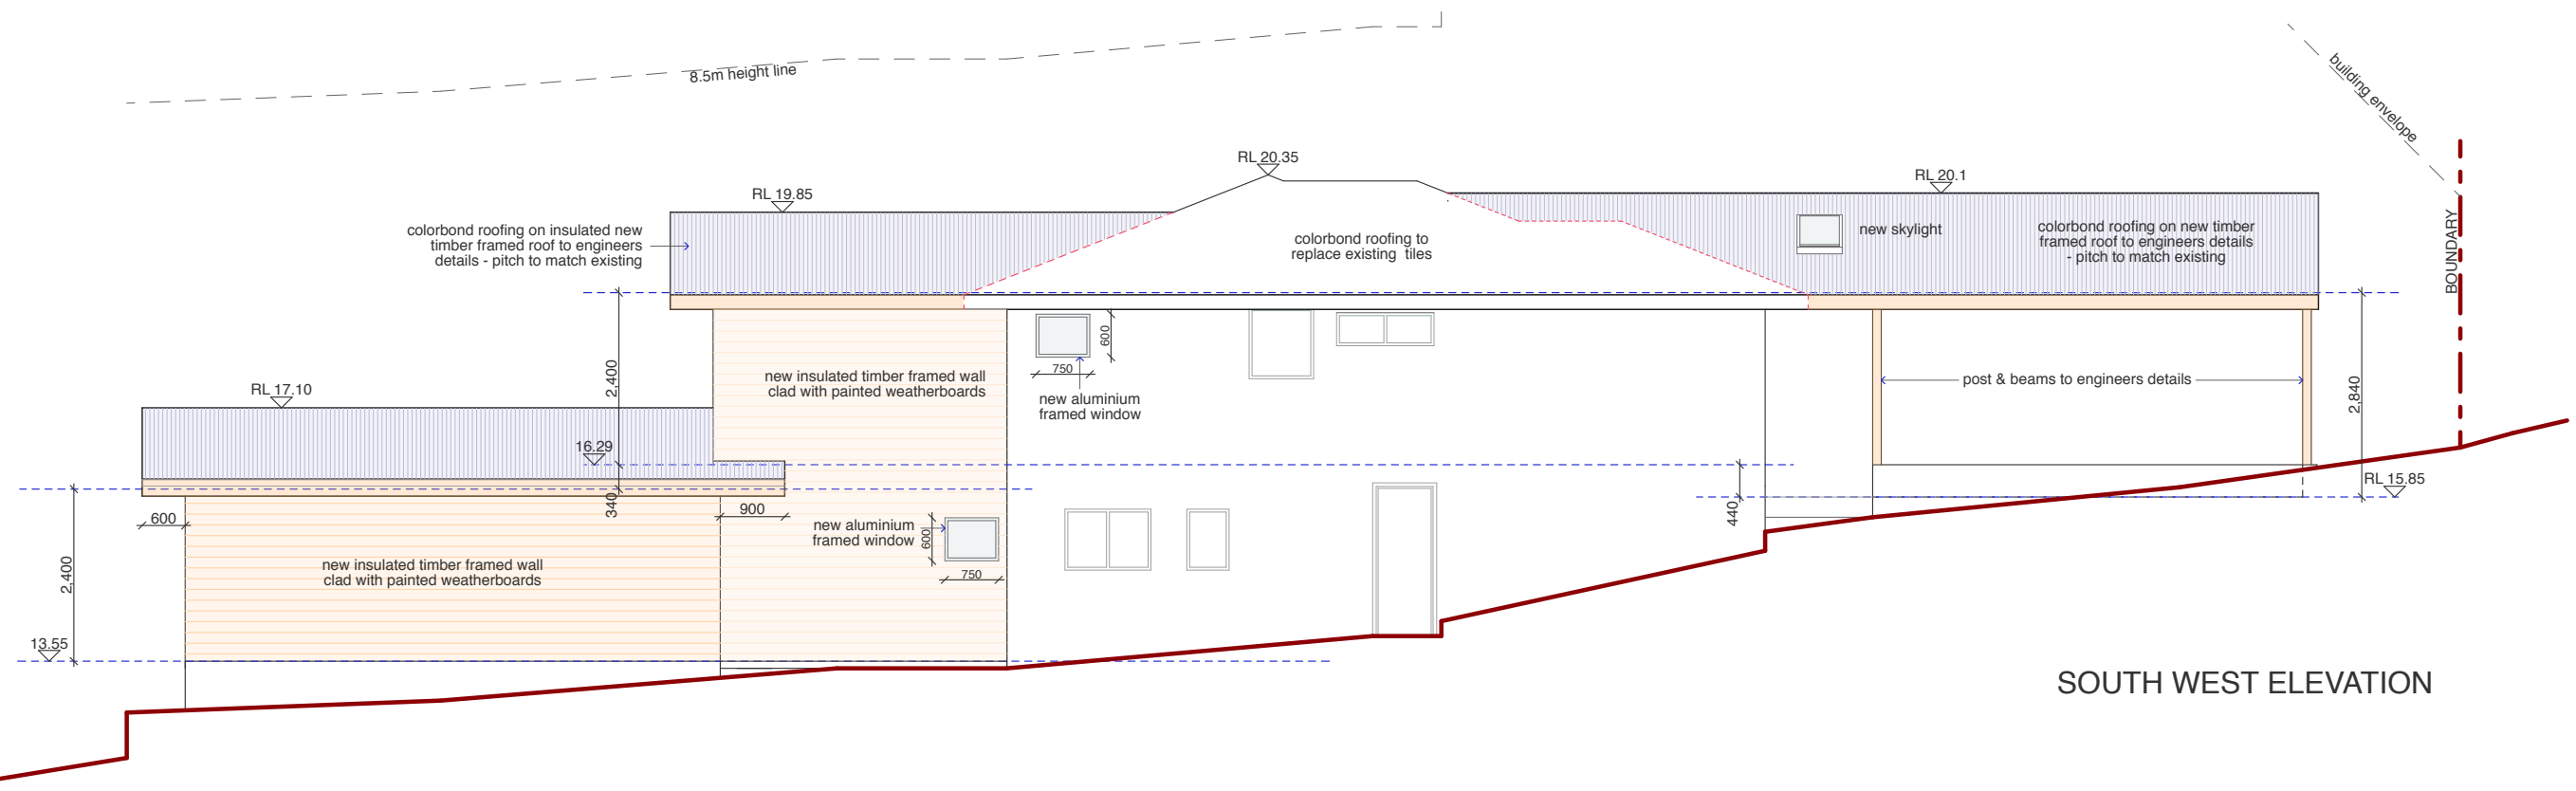 8.5m height line
building envelope
RL 20.35
RL 20.1
RL 19.85
colorbond roofing on insulated new
timber framed roof to engineers
details - pitch to match existing
colorbond roofing to
replace existing tiles
new skylight
colorbond roofing on new timber
framed roof to engineers details
- pitch to match existing
BOUNDARY
2,400
600
750
new aluminium
framed window
new insulated timber framed wall
clad with painted weatherboards
post & beams to engineers details
2,840
RL 17.10
16.29
340
RL 15.85
440
600
900
new aluminium
framed window
600
750
new insulated timber framed wall
clad with painted weatherboards
2,400
13.55
SOUTH WEST ELEVATION